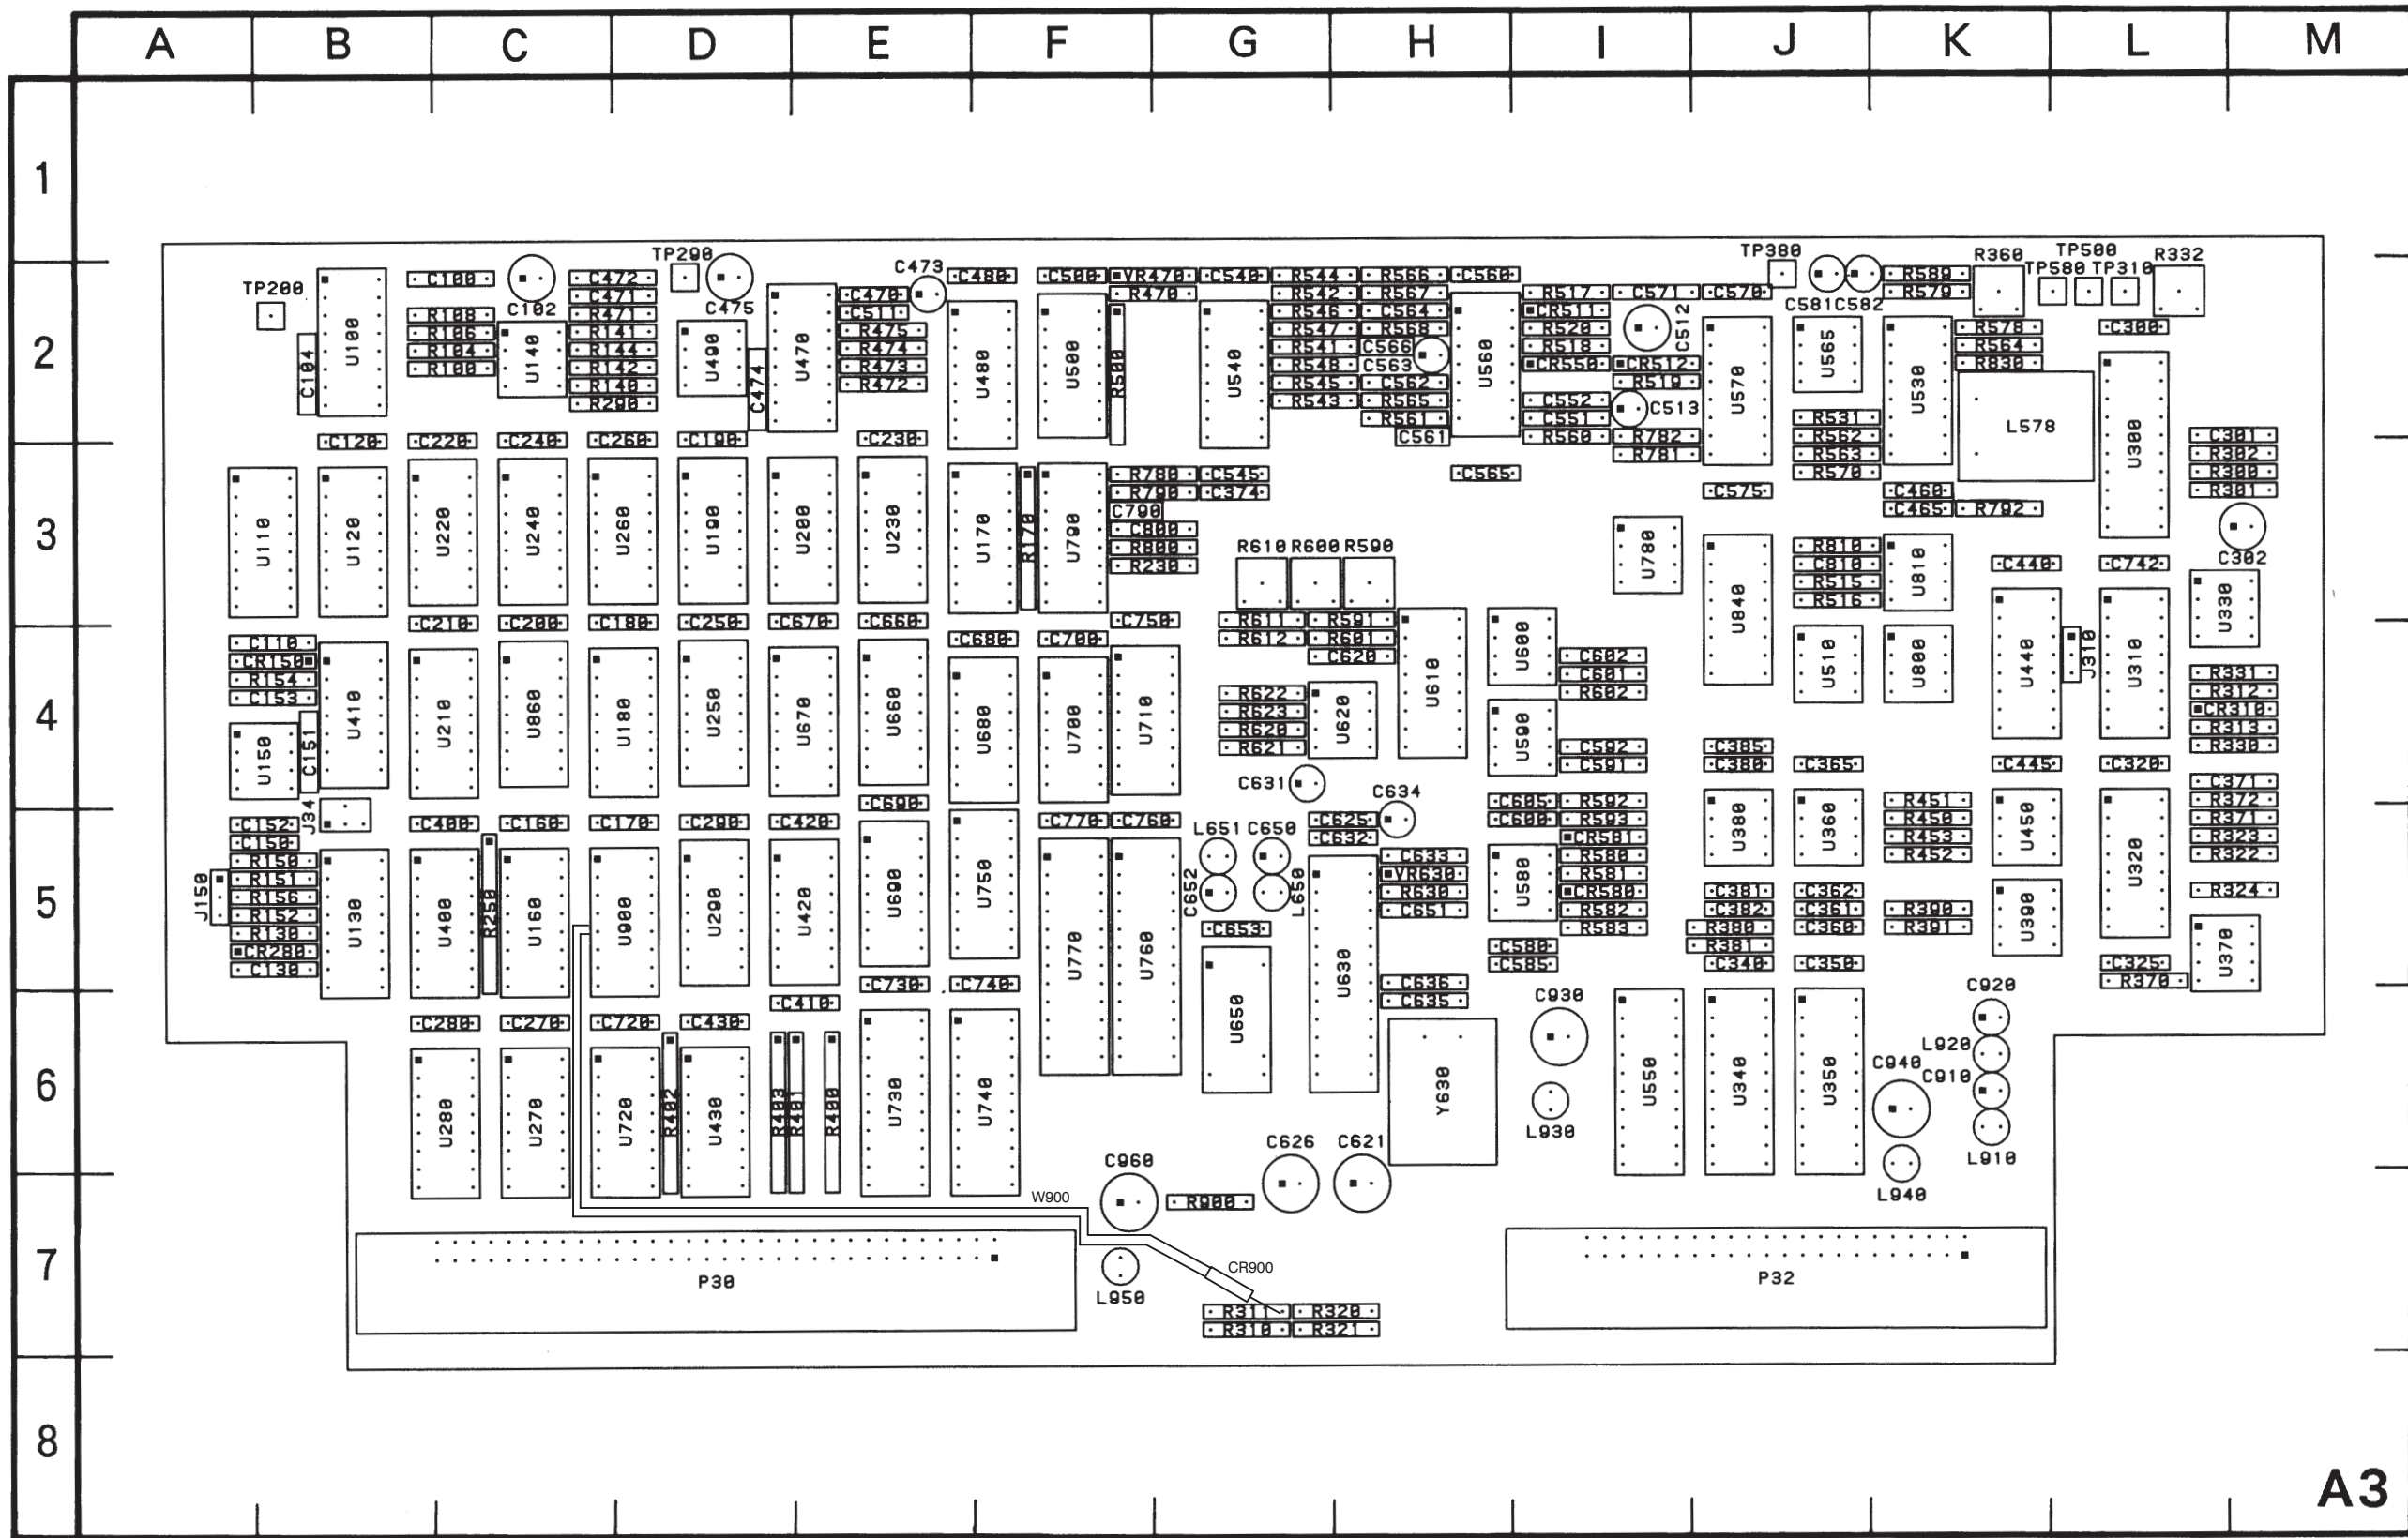 A B C D E F G H I J K L M
1
TP290 TP380 R360 TP500 R332
TP200 C100 C472 C473 C480 C500 VR470 C540 R544 R566 C560 R589 TP580 TP310
C471 C470 R470 R542 R567 R517 C571 C570 R579
R108 C102 R471 C475 C511 R546 C564 CR511 C512 C581 C582
R106 R141 R475 R547 R568 R520 R578 C300
R104 R144 R474 R541 C566 R518 R564
2
C104 U100 R100 U140 R142 U490 C474 U470 R473 U480 U500 R500 U540 R548 C563 U560 CR550 CR512 U570 U565 U530 R830
R140 R472 R545 C562 R519
R290 R543 R565 C552 C513
R561 C551 R531 L578 U300
C120 C220 C240 C260 C190 C230 C561 R560 R782 R562 C301
R781 R563 R302
R780 C545 C565 R570 R300
R790 C374 C575 C460 R301
C790 C465 R792
3
U110 U120 U220 U240 U260 U190 U200 U230 U170 R170 U790 C800 U780
R800 R610 R600 R590 R810 C302
R230 C810 U810 C440 C742
R515
R516 U840 U330
C210 C200 C180 C250 C670 C660 C750 R611 R591
C110 C680 C700 R612 R601 U600 J310
CR150 C620 C602 U510 U800 U440 U310
R154 C601 R331
C153 R622 R602 R312
4
U150 C151 U410 U210 U860 U180 U250 U670 U660 U680 U700 U710 R623 U620 U610 U590 CR310
R620 R313
R621 C592 C385 R330
C591 C380 C365 C445 C320
C631 C371
J34 C690 C634 C605 R592 R451 R372
C152 C400 C160 C170 C290 C420 C770 C760 L651 C650 C625 C600 R593 U380 U360 R450 U450 R371
C150 C632 CR581 R453 R323
R150 C633 R580 R452 R322
R151 VR630 R581
5
J150 R156 U130 U400 R250 U160 U900 U290 U420 U690 U750 C652 L650 R630 U580 CR580 C381 C362 U320 R324
R152 C651 R582 C382 C361 R390 U390
R130 C653 R583 R380 C360 R391
CR280 U770 U760 U630 C580 R381 U370
C130 C585 C340 C350 C325
C730 C740 C636 R370
C410 C635 C930 C920
C280 C270 C720 C430 U650
L920
C940 C910
6
U280 U270 U720 R402 U430 R403 R401 R400 U730 U740 Y630 U550 U340 U350
L930
C626 C621 L910
C960
W900 R900 L940
7
CR900
P30 P32
L950
R311 R320
R310 R321
8
A3